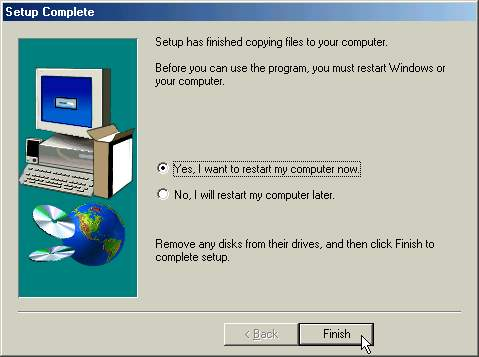 Setup Complete
Setup has finished copying files to your computer.
Before you can use the program, you must restart Windows or
your computer.
Yes, I want to restart my computer now.
No, I will restart my computer later.
Remove any disks from their drives, and then click Finish to
complete setup.
< Back
Finish